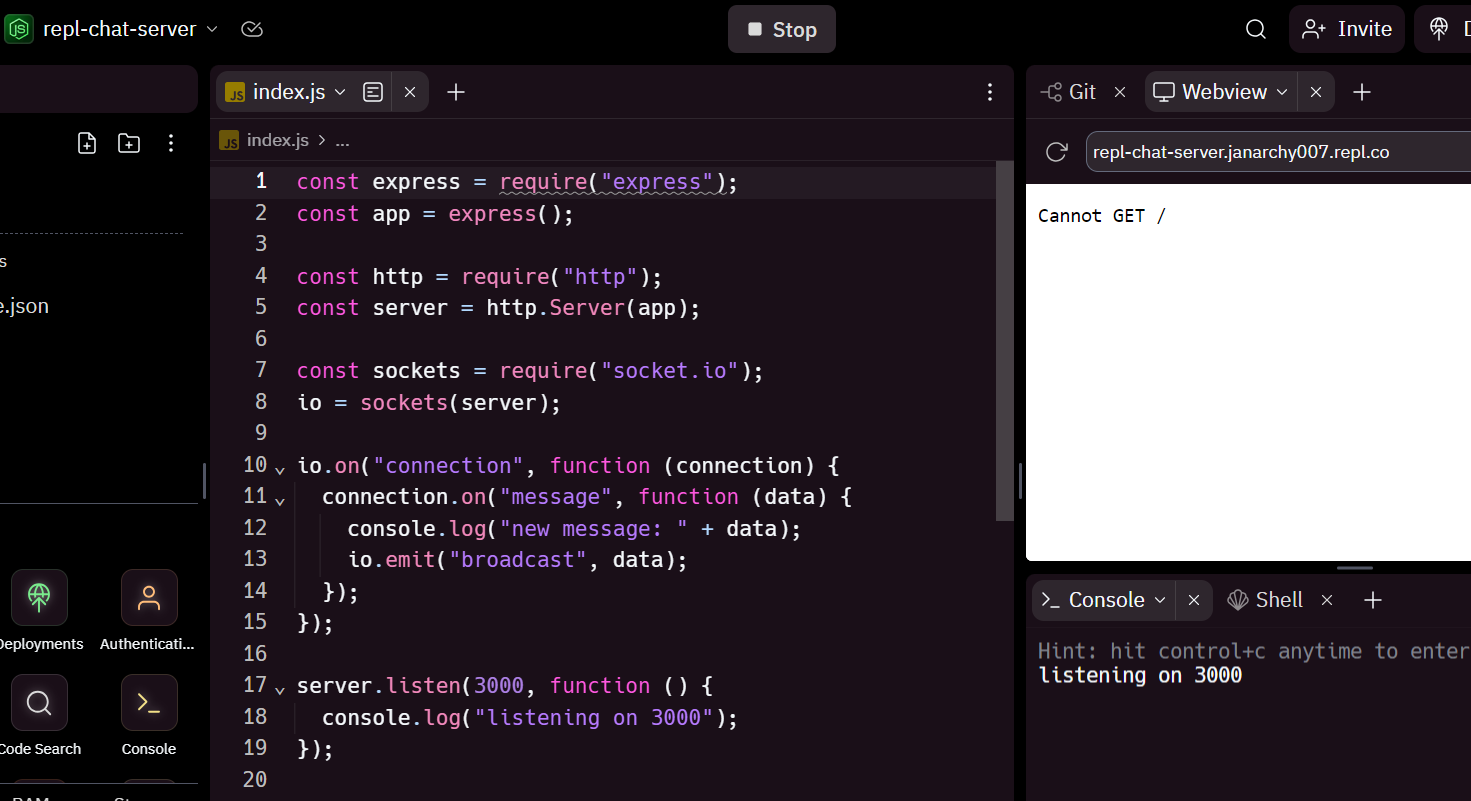 repl-chat-server
Stop
Invite
JS index.js
JS index.js > ...
Git
Webview
repl-chat-server.janarchy007.repl.co
s
e.json
1 const express = require("express");
2 const app = express();
3
4 const http = require("http");
5 const server = http.Server(app);
6
7 const sockets = require("socket.io");
8 io = sockets(server);
9
10 io.on("connection", function (connection) {
11 connection.on("message", function (data) {
12 console.log("new message: " + data);
13 io.emit("broadcast", data);
14 });
15 });
16
17 server.listen(3000, function () {
18 console.log("listening on 3000");
19 });
20
Cannot GET /
Deployments
Authenticati...
Code Search
Console
RAM
Console
Shell
Hint: hit control+c anytime to enter
listening on 3000